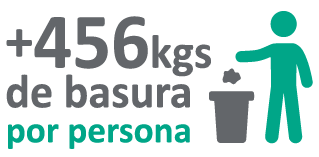 +456kgs
de basura
por persona